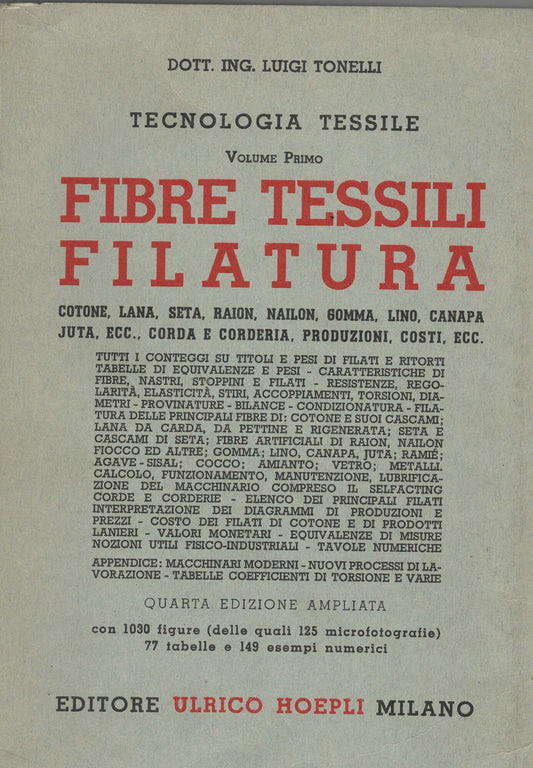 DOTT. ING. LUIGI TONELLI
TECNOLOGIA TESSILE
VOLUME PRIMO
FIBRE TESSILI
FILATURA
COTONE, LANA, SETA, RAION, NAILON, GOMMA, LINO, CANAPA
JUTA, ECC., CORDA E CORDERIA, PRODUZIONI, COSTI, ECC.
TUTTI I CONTEGGI SU TITOLI E PESI DI FILATI E RITORTI
TABELLE DI EQUIVALENZE E PESI - CARATTERISTICHE DI
FIBRE, NASTRI, STOPPINI E FILATI - RESISTENZE, REGO-
LARITÀ, ELASTICITÀ, STIRI, ACCOPPIAMENTI, TORSIONI, DIA-
METRI - PROVINATURE - BILANCE - CONDIZIONATURA - FILA-
TURA DELLE PRINCIPALI FIBRE DI: COTONE E SUOI CASCAMI;
LANA DA CARDA, DA PETTINE E RIGENERATA; SETA E
CASCAMI DI SETA; FIBRE ARTIFICIALI DI RAION, NAILON
FIOCCO ED ALTRE; GOMMA; LINO, CANAPA, JUTA; RAMIÈ;
AGAVE - SISAL; COCCO; AMIANTO; VETRO; METALLI.
CALCOLO, FUNZIONAMENTO, MANUTENZIONE, LUBRIFICA-
ZIONE DEL MACCHINARIO COMPRESO IL SELFACTING
CORDE E CORDERIE - ELENCO DEI PRINCIPALI FILATI
INTERPRETAZIONE DEI DIAGRAMMI DI PRODUZIONI E
PREZZI - COSTO DEI FILATI DI COTONE E DI PRODOTTI
LANIERI - VALORI MONETARI - EQUIVALENZE DI MISURE
NOZIONI UTILI FISICO-INDUSTRIALI - TAVOLE NUMERICHE
APPENDICE: MACCHINARI MODERNI - NUOVI PROCESSI DI LA-
VORAZIONE - TABELLE COEFFICIENTI DI TORSIONE E VARIE
QUARTA EDIZIONE AMPLIATA
con 1030 figure (delle quali 125 microfotografie)
77 tabelle e 149 esempi numerici
EDITORE ULRICO HOEPLI MILANO